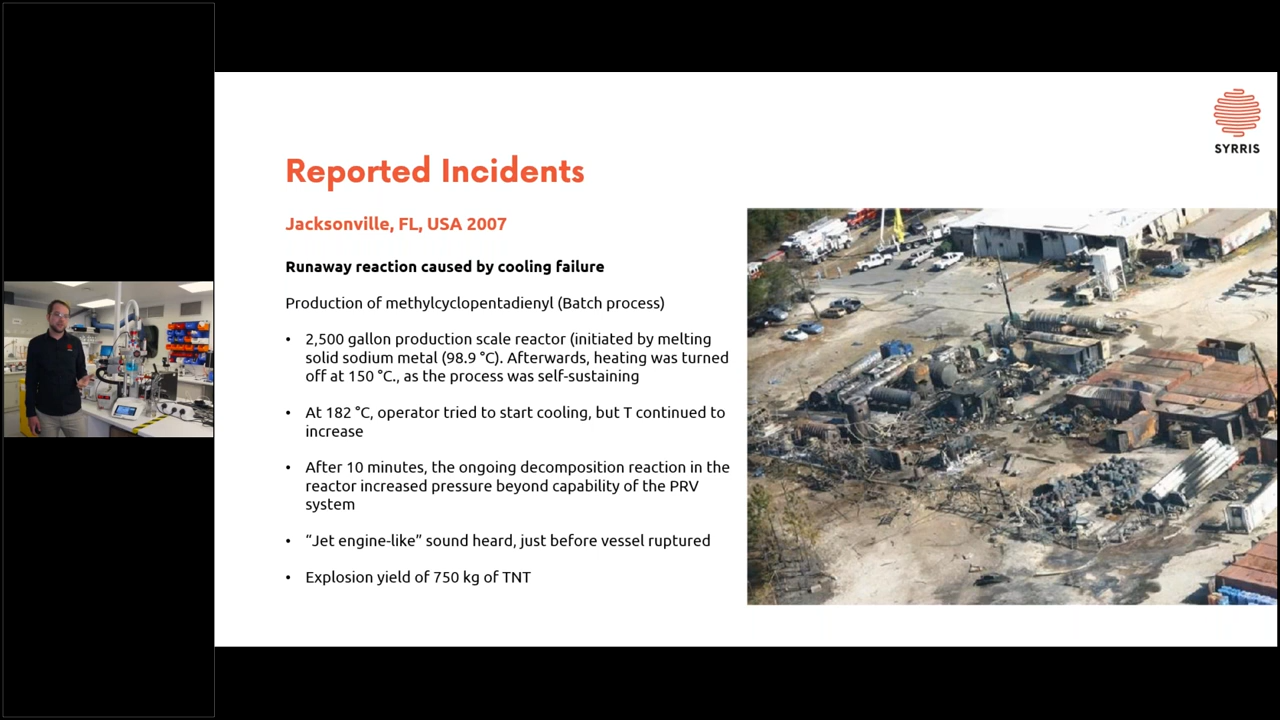 SYRRIS
Reported Incidents
Jacksonville, FL, USA 2007
Runaway reaction caused by cooling failure
Production of methylcyclopentadienyl (Batch process)
• 2,500 gallon production scale reactor (initiated by melting
solid sodium metal (98.9 °C). Afterwards, heating was turned
off at 150 °C., as the process was self-sustaining
• At 182 °C, operator tried to start cooling, but T continued to
increase
• After 10 minutes, the ongoing decomposition reaction in the
reactor increased pressure beyond capability of the PRV
system
• “Jet engine-like” sound heard, just before vessel ruptured
• Explosion yield of 750 kg of TNT